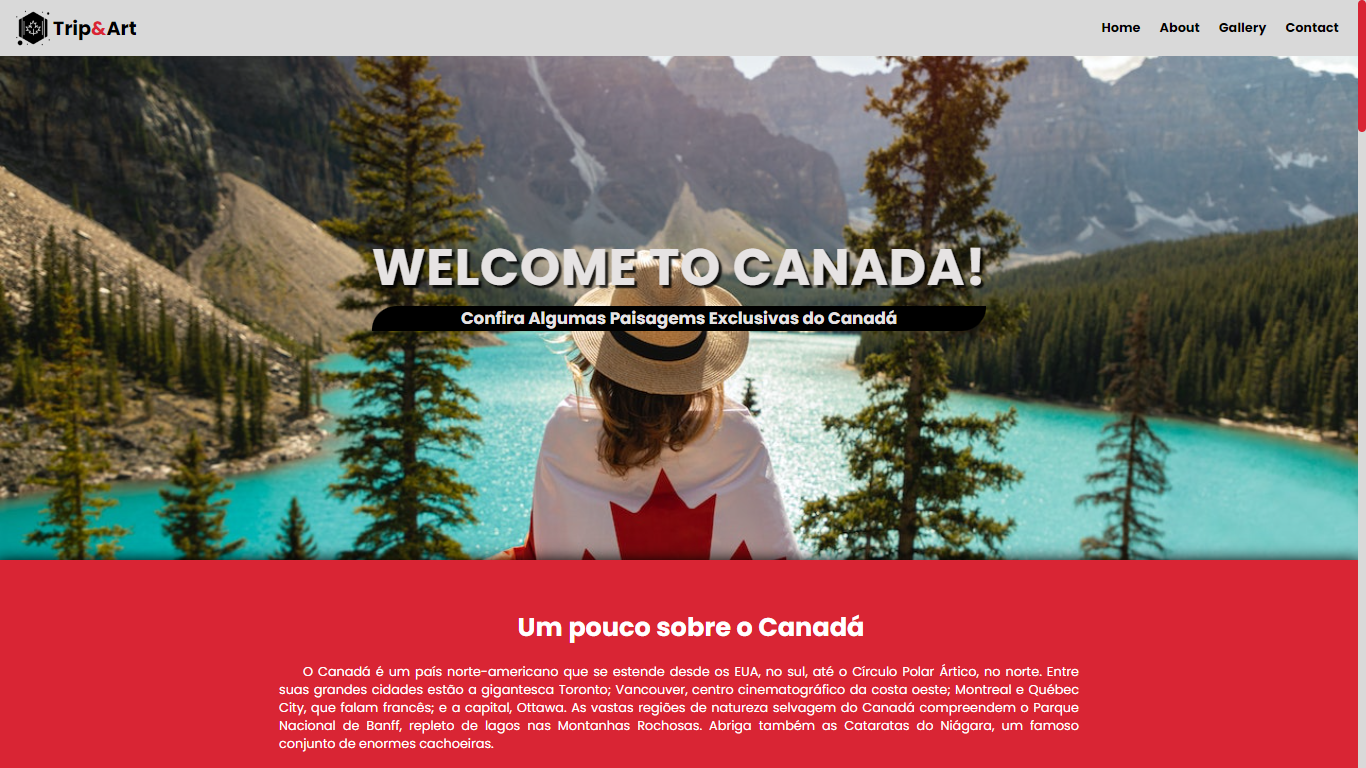 Trip&Art
Home About Gallery Contact
WELCOME TO CANADA!
Confira Algumas Paisagems Exclusivas do Canadá
Um pouco sobre o Canadá
O Canadá é um país norte-americano que se estende desde os EUA, no sul, até o Círculo Polar Ártico, no norte. Entre
suas grandes cidades estão a gigantesca Toronto; Vancouver, centro cinematográfico da costa oeste; Montreal e Québec
City, que falam francês; e a capital, Ottawa. As vastas regiões de natureza selvagem do Canadá compreendem o Parque
Nacional de Banff, repleto de lagos nas Montanhas Rochosas. Abriga também as Cataratas do Niágara, um famoso
conjunto de enormes cachoeiras.